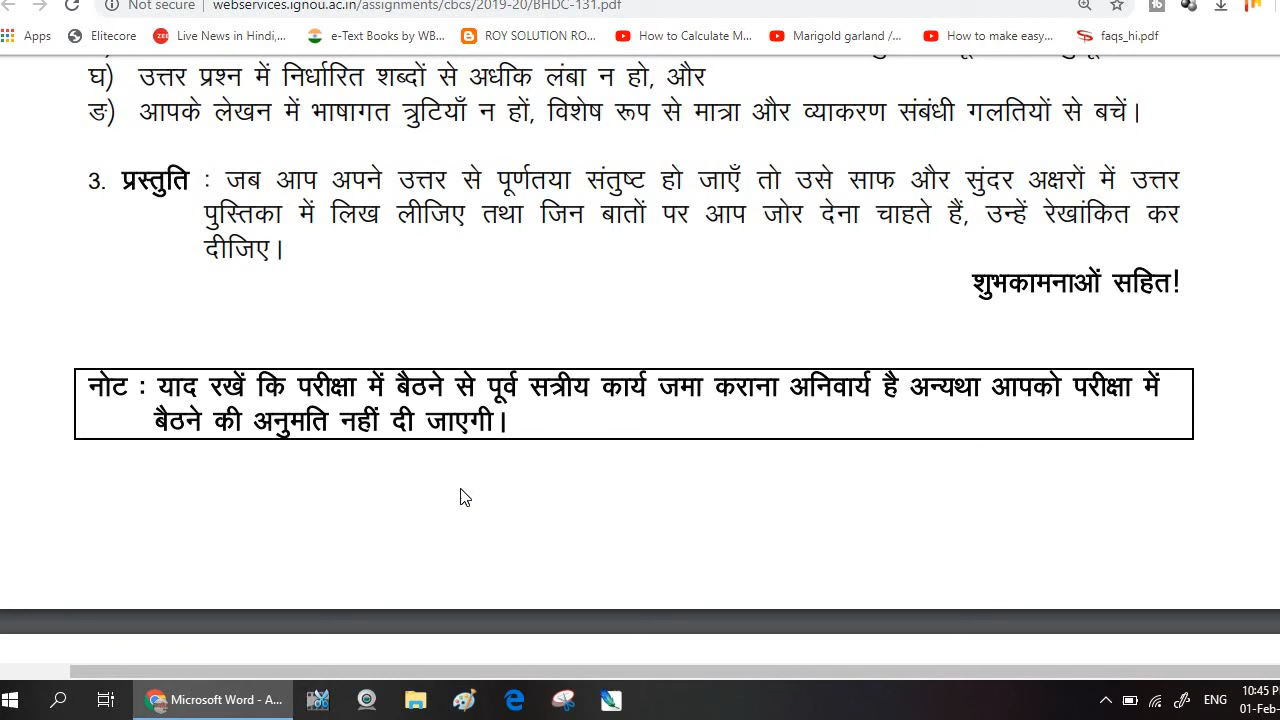 Not secure | webservices.ignou.ac.in/assignments/cbcs/2019-20/BHDC-131.pdf
Apps Elitecore Live News in Hindi,... e-Text Books by WB... ROY SOLUTION RO... How to Calculate M... Marigold garland /... How to make easy... faqs_hi.pdf
घ) उत्तर प्रश्न में निर्धारित शब्दों से अधीक लंबा न हो, और
ङ) आपके लेखन में भाषागत त्रुटियाँ न हों, विशेष रूप से मात्रा और व्याकरण संबंधी गलतियों से बचें।
3. प्रस्तुति : जब आप अपने उत्तर से पूर्णतया संतुष्ट हो जाएँ तो उसे साफ और सुंदर अक्षरों में उत्तर
पुस्तिका में लिख लीजिए तथा जिन बातों पर आप जोर देना चाहते हैं, उन्हें रेखांकित कर
दीजिए।
शुभकामनाओं सहित!
नोट : याद रखें कि परीक्षा में बैठने से पूर्व सत्रीय कार्य जमा कराना अनिवार्य है अन्यथा आपको परीक्षा में
बैठने की अनुमति नहीं दी जाएगी।
Microsoft Word - A... ENG 10:45 P
01-Feb-